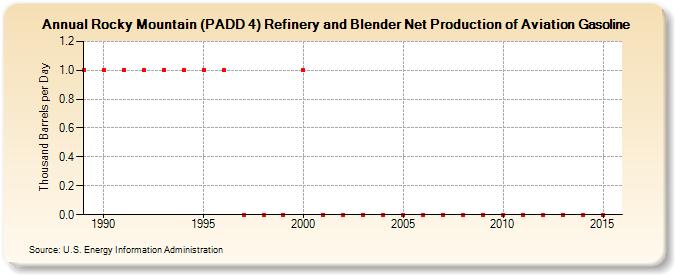 Annual Rocky Mountain (PADD 4) Refinery and Blender Net Production of Aviation Gasoline
Thousand Barrels per Day
1.2
1.0
0.8
0.6
0.4
0.2
0.0
1990 1995 2000 2005 2010 2015
Source: U.S. Energy Information Administration